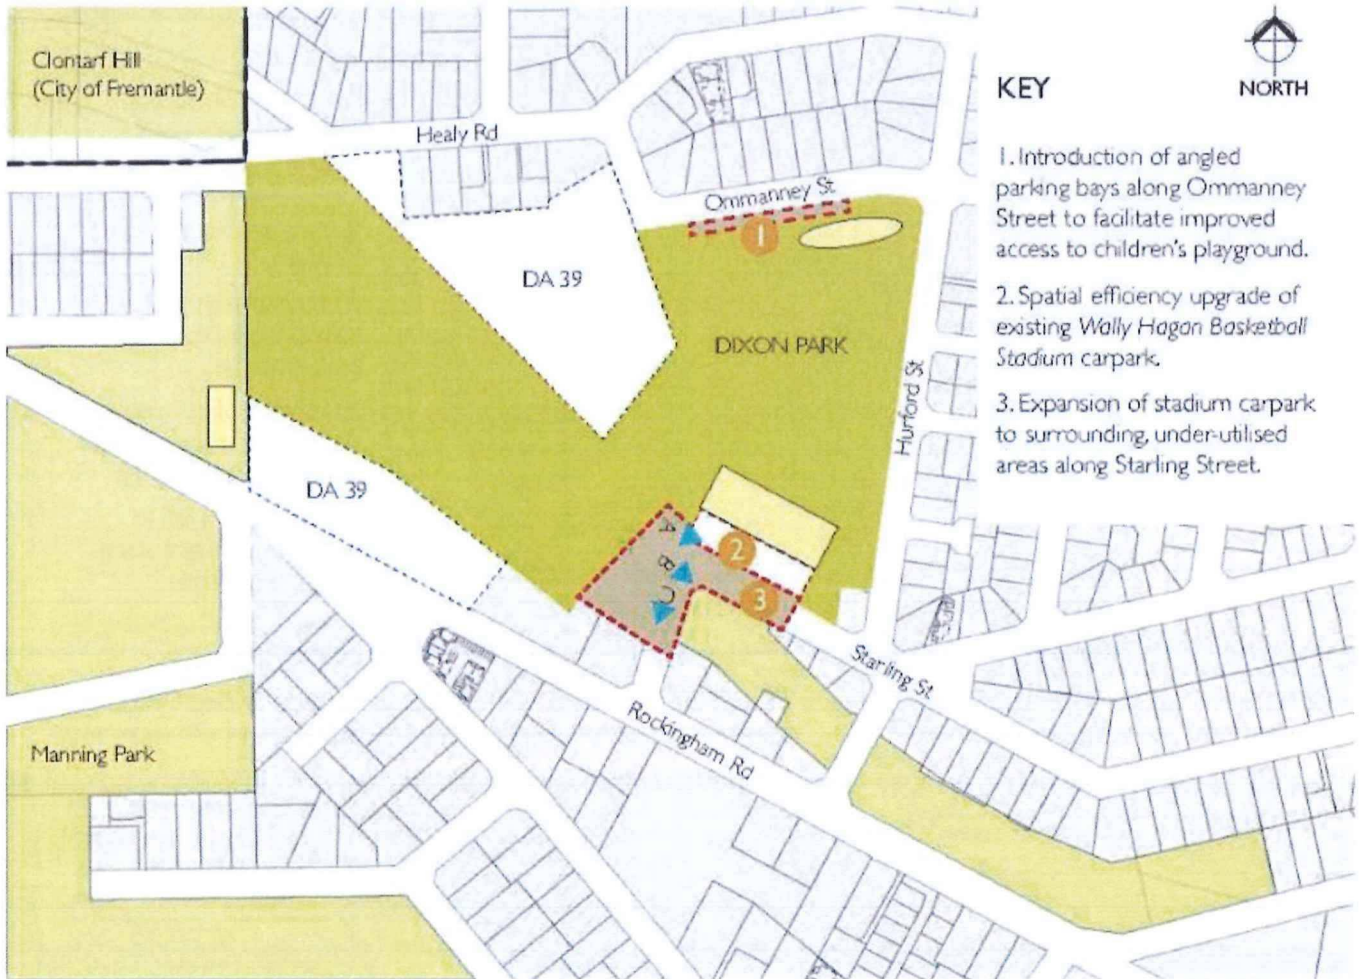 Clontarf Hill
(City of Fremantle)
Healy Rd
Ommanney St
1
DA 39
DIXON PARK
Hurford St
DA 39
A
B
C
2
3
Starling St
Rockingham Rd
Manning Park
NORTH
KEY
1. Introduction of angled
parking bays along Ommanney
Street to facilitate improved
access to children's playground.
2. Spatial efficiency upgrade of
existing Wally Hagan Basketball
Stadium carpark.
3. Expansion of stadium carpark
to surrounding, under-utilised
areas along Starling Street.